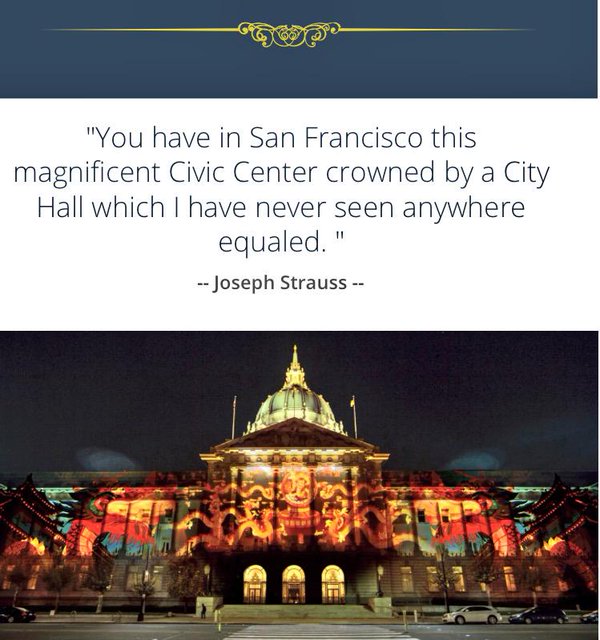 "You have in San Francisco this
magnificent Civic Center crowned by a City
Hall which I have never seen anywhere
equaled. "
-- Joseph Strauss --